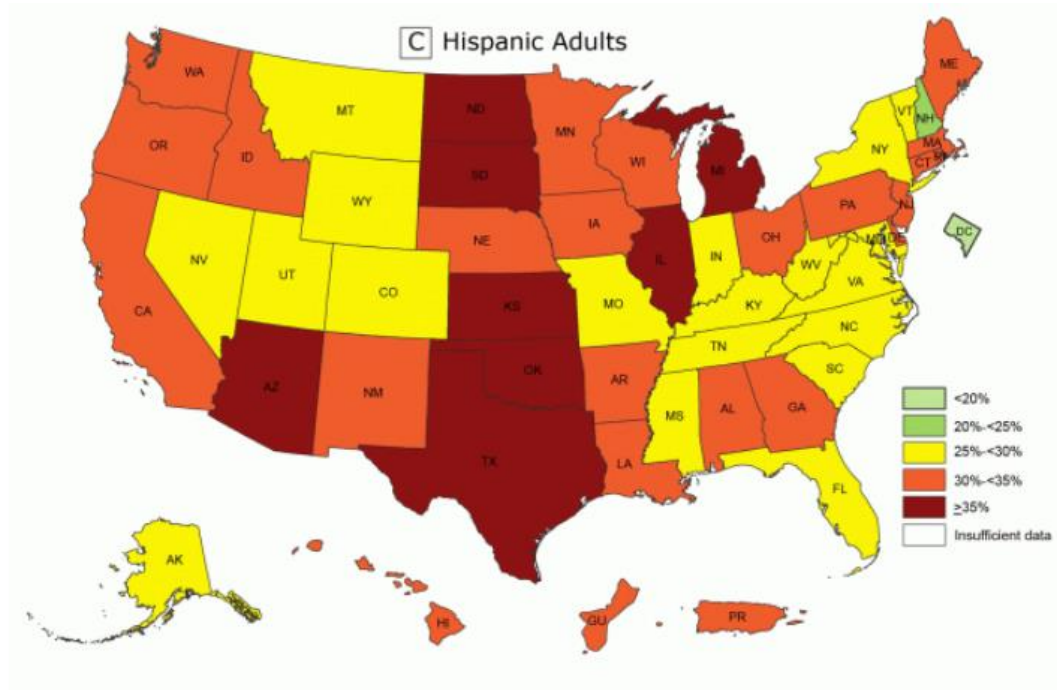 C Hispanic Adults
WA
MT
ND
MN
ME
OR
ID
SD
WI
MI
VT
NH
NY
MA
CT
RI
WY
NE
IA
PA
NJ
DC
NV
UT
CO
IL
IN
OH
MD
DE
WV
VA
CA
KS
MO
KY
NC
TN
AZ
NM
OK
AR
SC
MS
AL
GA
TX
LA
FL
<20%
20%-<25%
25%-<30%
30%-<35%
≥35%
Insufficient data
AK
HI
GU
PR